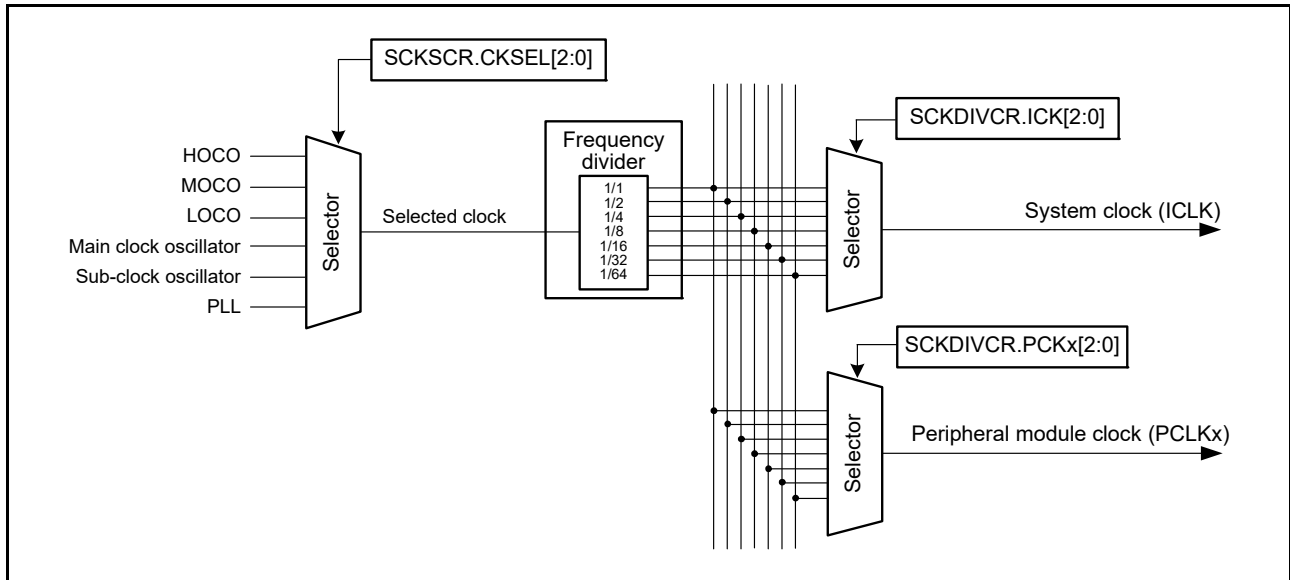 SCKSCR.CKSEL[2:0]
HOCO
MOCO
LOCO
Main clock oscillator
Sub-clock oscillator
PLL
Selector
Selected clock
Frequency
divider
1/1
1/2
1/4
1/8
1/16
1/32
1/64
SCKDIVCR.ICK[2:0]
Selector
System clock (ICLK)
SCKDIVCR.PCKx[2:0]
Selector
Peripheral module clock (PCLKx)